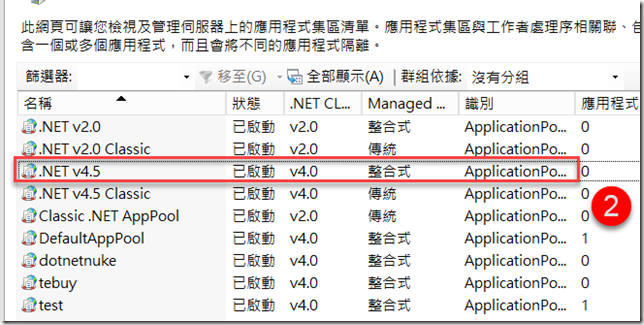 此網頁可讓您檢視及管理伺服器上的應用程式集區清單。應用程式集區與工作者處理序相關聯、包
含一個或多個應用程式，而且會將不同的應用程式隔離。
篩選器: 移至(G) 全部顯示(A) 群組依據: 沒有分組
名稱 狀態 .NET CL... Managed ... 識別 應用程式
.NET v2.0 已啟動 v2.0 整合式 ApplicationPo... 0
.NET v2.0 Classic 已啟動 v2.0 傳統 ApplicationPo... 0
.NET v4.5 已啟動 v4.0 整合式 ApplicationPo... 0
.NET v4.5 Classic 已啟動 v4.0 傳統 ApplicationPo... 0
Classic .NET AppPool 已啟動 v2.0 傳統 ApplicationPo... 0
2
DefaultAppPool 已啟動 v4.0 整合式 ApplicationPo... 1
dotnetnuke 已啟動 v4.0 整合式 ApplicationPo... 0
tebuy 已啟動 v4.0 整合式 ApplicationPo... 0
test 已啟動 v4.0 整合式 ApplicationPo... 1